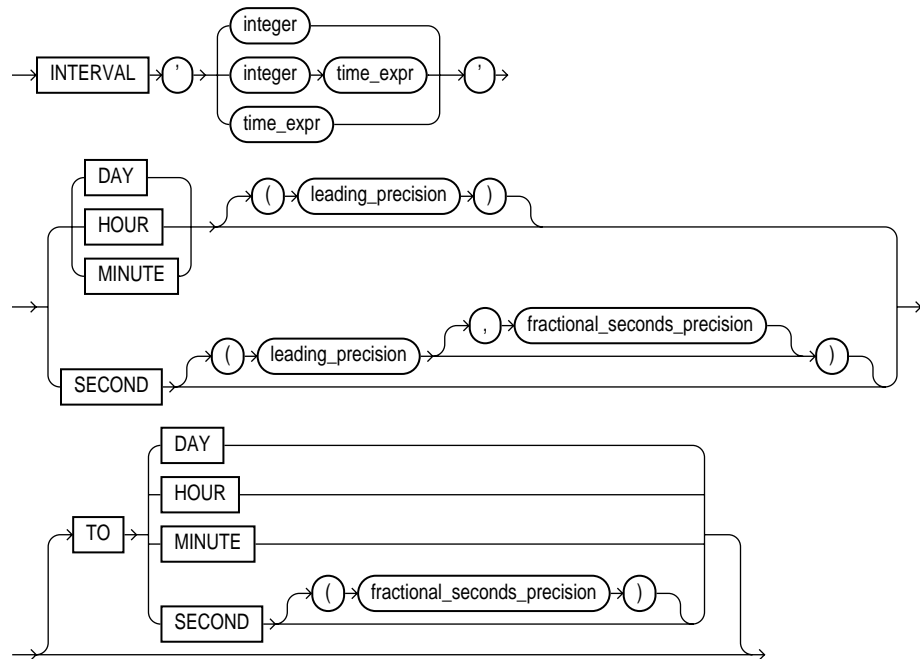 integer
INTERVAL ' integer time_expr '
time_expr
DAY
( leading_precision )
HOUR
MINUTE
, fractional_seconds_precision
( leading_precision )
SECOND
DAY
HOUR
TO MINUTE
( fractional_seconds_precision )
SECOND